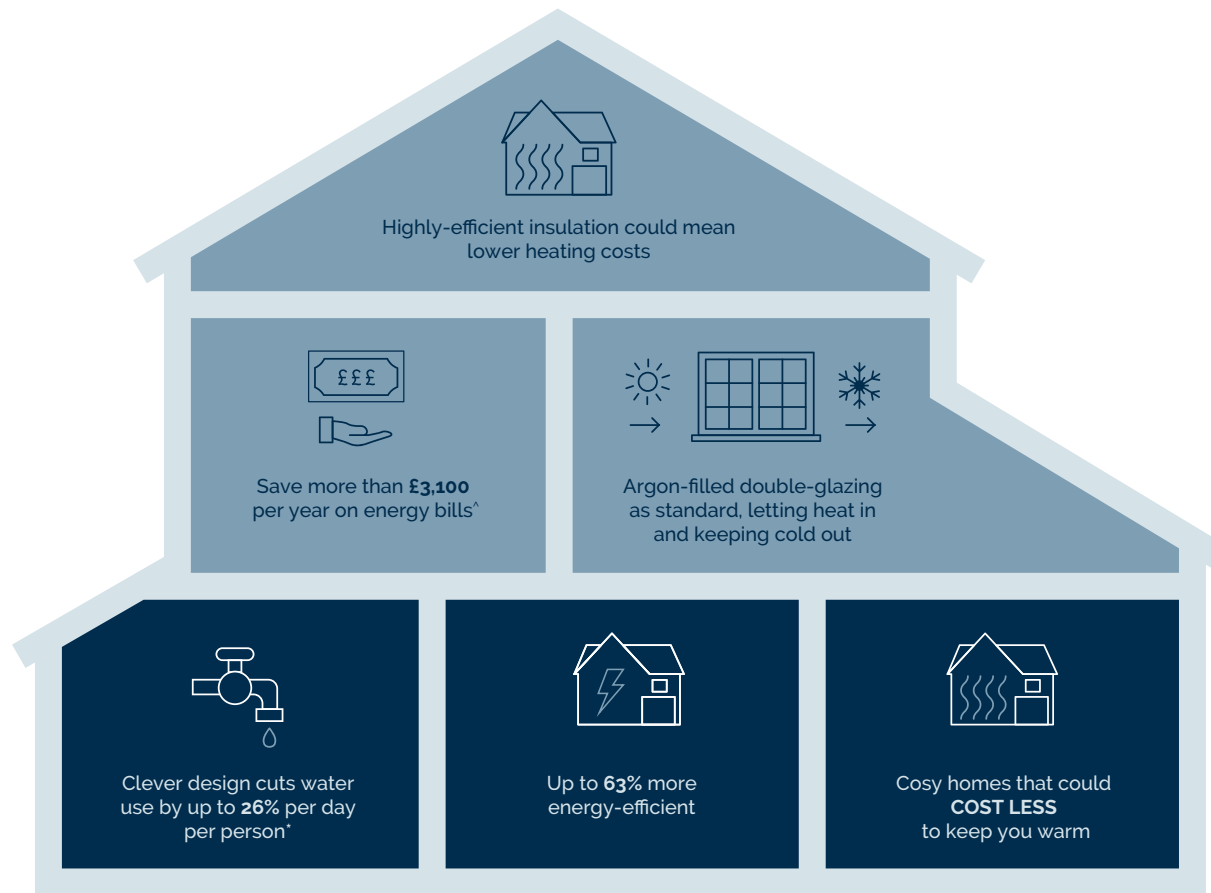 Highly-efficient insulation could mean
lower heating costs
£££
Save more than £3,100
per year on energy bills^
Argon-filled double-glazing
as standard, letting heat in
and keeping cold out
Clever design cuts water
use by up to 26% per day
per person*
Up to 63% more
energy-efficient
Cosy homes that could
COST LESS
to keep you warm